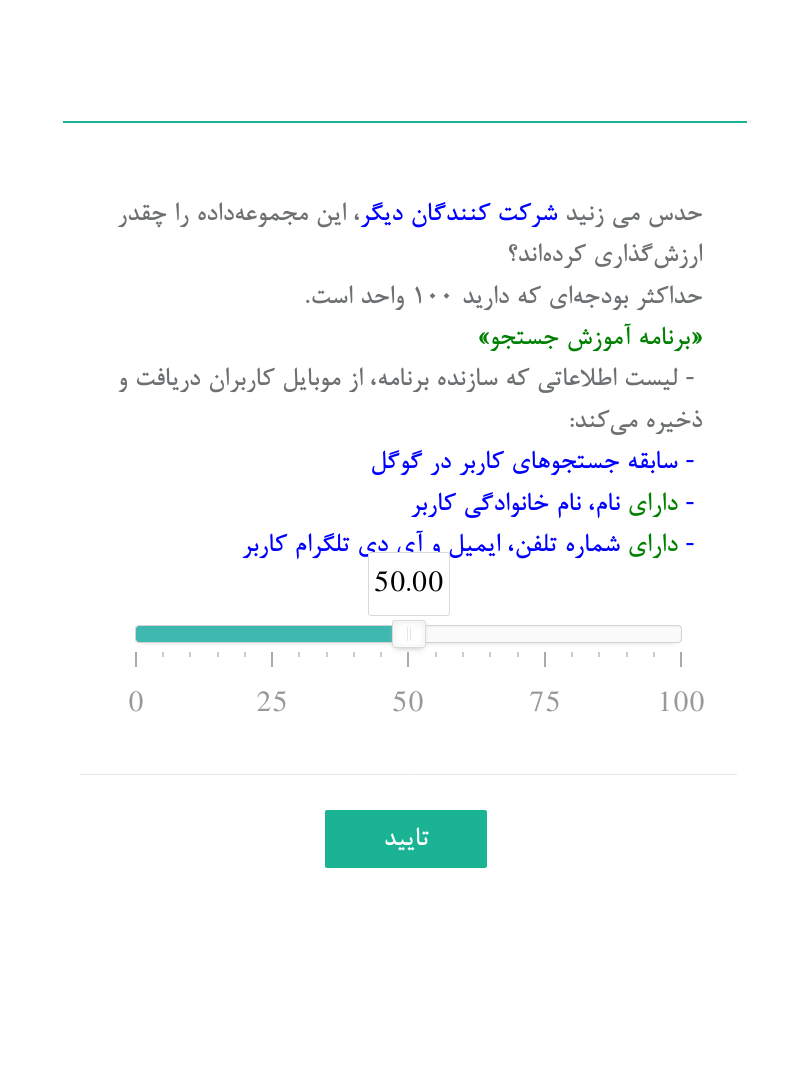 حدس می زنید شرکت کنندگان دیگر، این مجموعه‌داده را چقدر
ارزش‌گذاری کرده‌اند؟
حداکثر بودجه‌ای که دارید ۱۰۰ واحد است.
«برنامه آموزش جستجو»
- لیست اطلاعاتی که سازنده برنامه، از موبایل کاربران دریافت و
ذخیره می‌کند:
- سابقه جستجوهای کاربر در گوگل
- دارای نام، نام خانوادگی کاربر
- دارای شماره تلفن، ایمیل و آی دی تلگرام کاربر
50.00
0 25 50 75 100
تایید